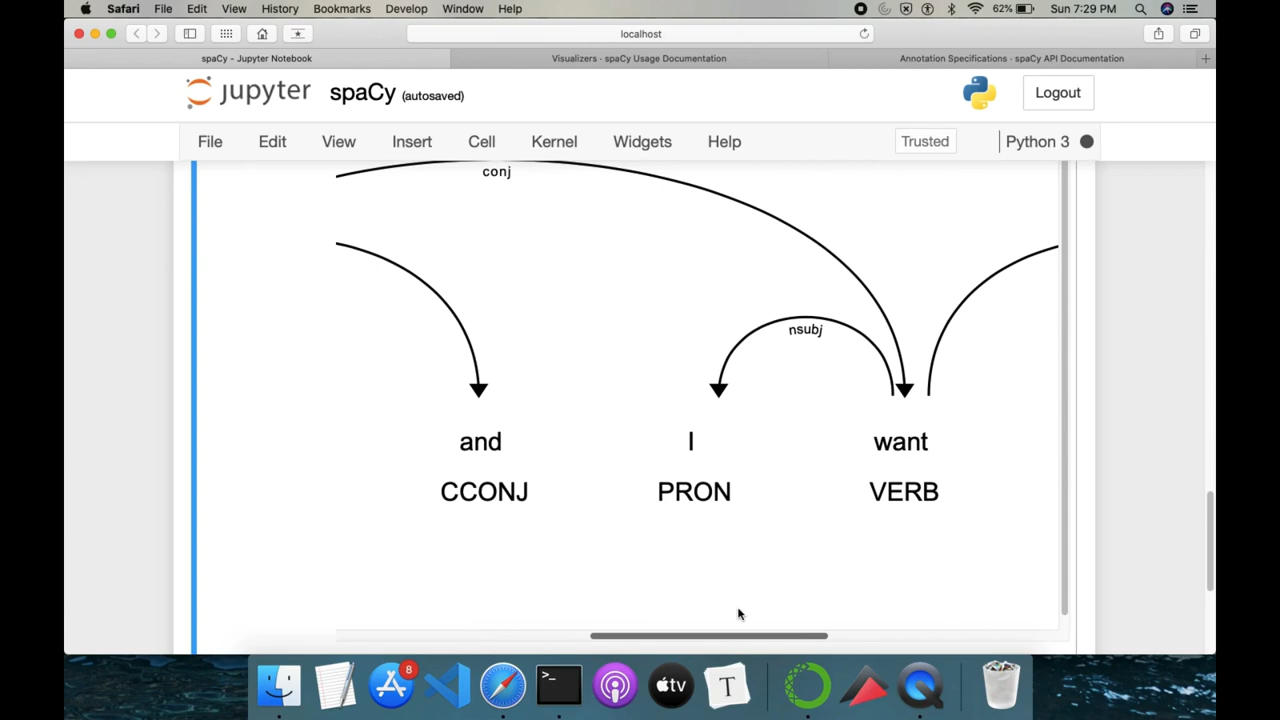 Safari File Edit View History Bookmarks Develop Window Help 62% Sun 7:29 PM
localhost
spaCy - Jupyter Notebook Visualizers · spaCy Usage Documentation Annotation Specifications · spaCy API Documentation +
jupyter spaCy (autosaved) Logout
File Edit View Insert Cell Kernel Widgets Help Trusted Python 3
conj
nsubj
and I want
CCONJ PRON VERB
8
>_ tv T